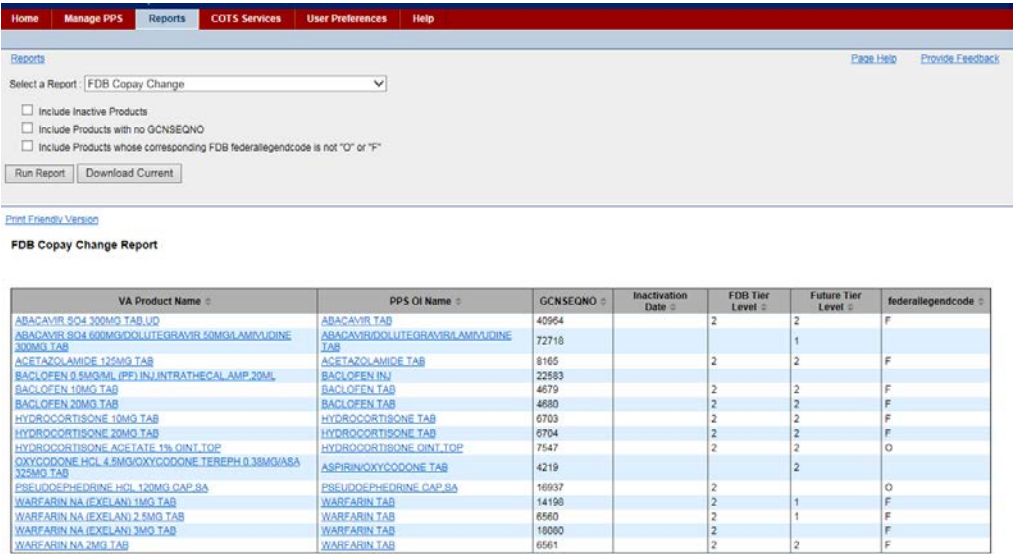 Home Manage PPS Reports COTS Services User Preferences Help
Reports Page Help Provide Feedback
Select a Report : FDB Copay Change
Include Inactive Products
Include Products with no GCNSEQNO
Include Products whose corresponding FDB federallegendcode is not "O" or "F"
Run Report Download Current
Print Friendly Version
FDB Copay Change Report
VA Product Name PPS OI Name GCNSEQNO Inactivation Date FDB Tier Level Future Tier Level federallegendcode
ABACAVIR SO4 300MG TAB,UD ABACAVIR TAB 40964 2 2 F
ABACAVIR SO4 600MG/DOLUTEGRAVIR 50MG/LAMIVUDINE ABACAVIR/DOLUTEGRAVIR/LAMIVUDINE
300MG TAB TAB 72718 1
ACETAZOLAMIDE 125MG TAB ACETAZOLAMIDE TAB 8165 2 2 F
BACLOFEN 0.5MG/ML (PF) INJ,INTRATHECAL,AMP,20ML BACLOFEN INJ 22583
BACLOFEN 10MG TAB BACLOFEN TAB 4679 2 2 F
BACLOFEN 20MG TAB BACLOFEN TAB 4680 2 2 F
HYDROCORTISONE 10MG TAB HYDROCORTISONE TAB 6703 2 2 F
HYDROCORTISONE 20MG TAB HYDROCORTISONE TAB 6704 2 2 F
HYDROCORTISONE ACETATE 1% OINT,TOP HYDROCORTISONE OINT,TOP 7547 2 2 O
OXYCODONE HCL 4.5MG/OXYCODONE TEREPH 0.38MG/ASA
325MG TAB ASPIRIN/OXYCODONE TAB 4219 2
PSEUDOEPHEDRINE HCL 120MG CAP,SA PSEUDOEPHEDRINE CAP,SA 16937 2 O
WARFARIN NA (EXELAN) 1MG TAB WARFARIN TAB 14198 2 1 F
WARFARIN NA (EXELAN) 2.5MG TAB WARFARIN TAB 6560 2 1 F
WARFARIN NA (EXELAN) 3MG TAB WARFARIN TAB 18080 2 F
WARFARIN NA 2MG TAB WARFARIN TAB 6561 2 2 F